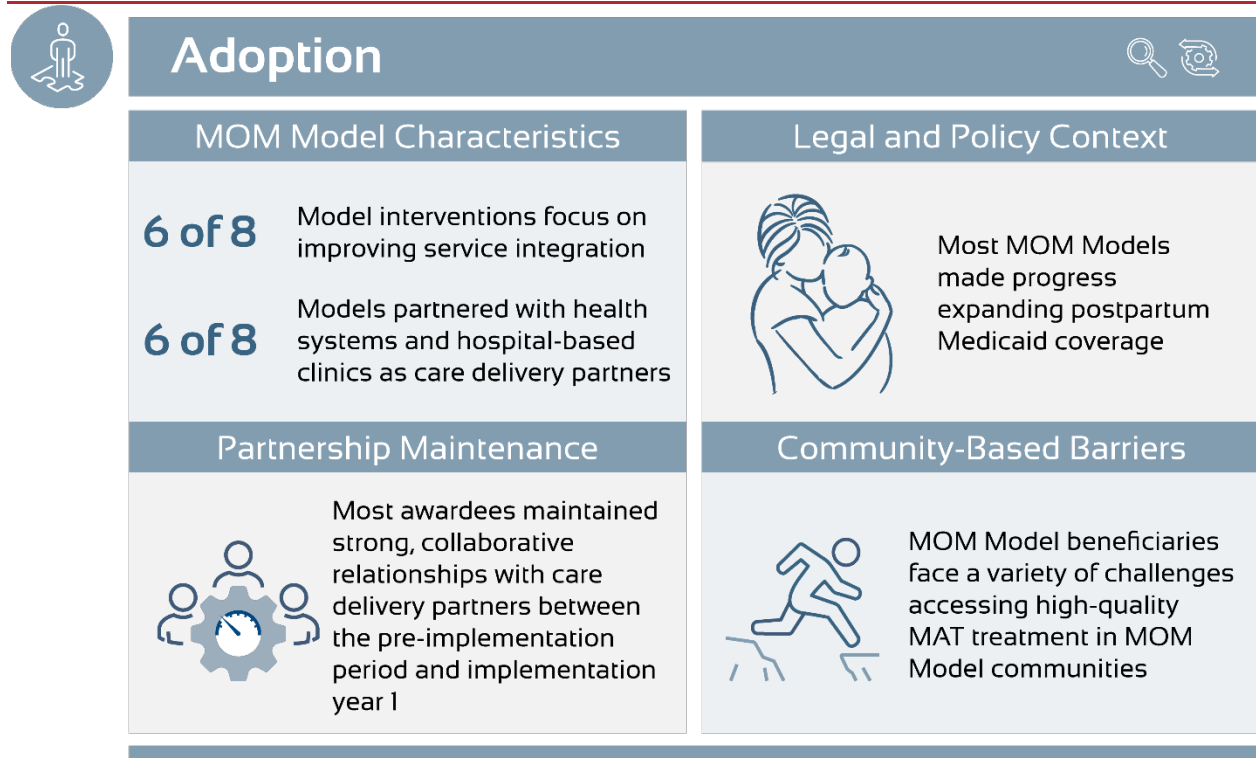 Adoption
MOM Model Characteristics
6 of 8
Model interventions focus on
improving service integration
6 of 8
Models partnered with health
systems and hospital-based
clinics as care delivery partners
Legal and Policy Context
Most MOM Models
made progress
expanding postpartum
Medicaid coverage
Partnership Maintenance
Most awardees maintained
strong, collaborative
relationships with care
delivery partners between
the pre-implementation
period and implementation
year 1
Community-Based Barriers
MOM Model beneficiaries
face a variety of challenges
accessing high-quality
MAT treatment in MOM
Model communities